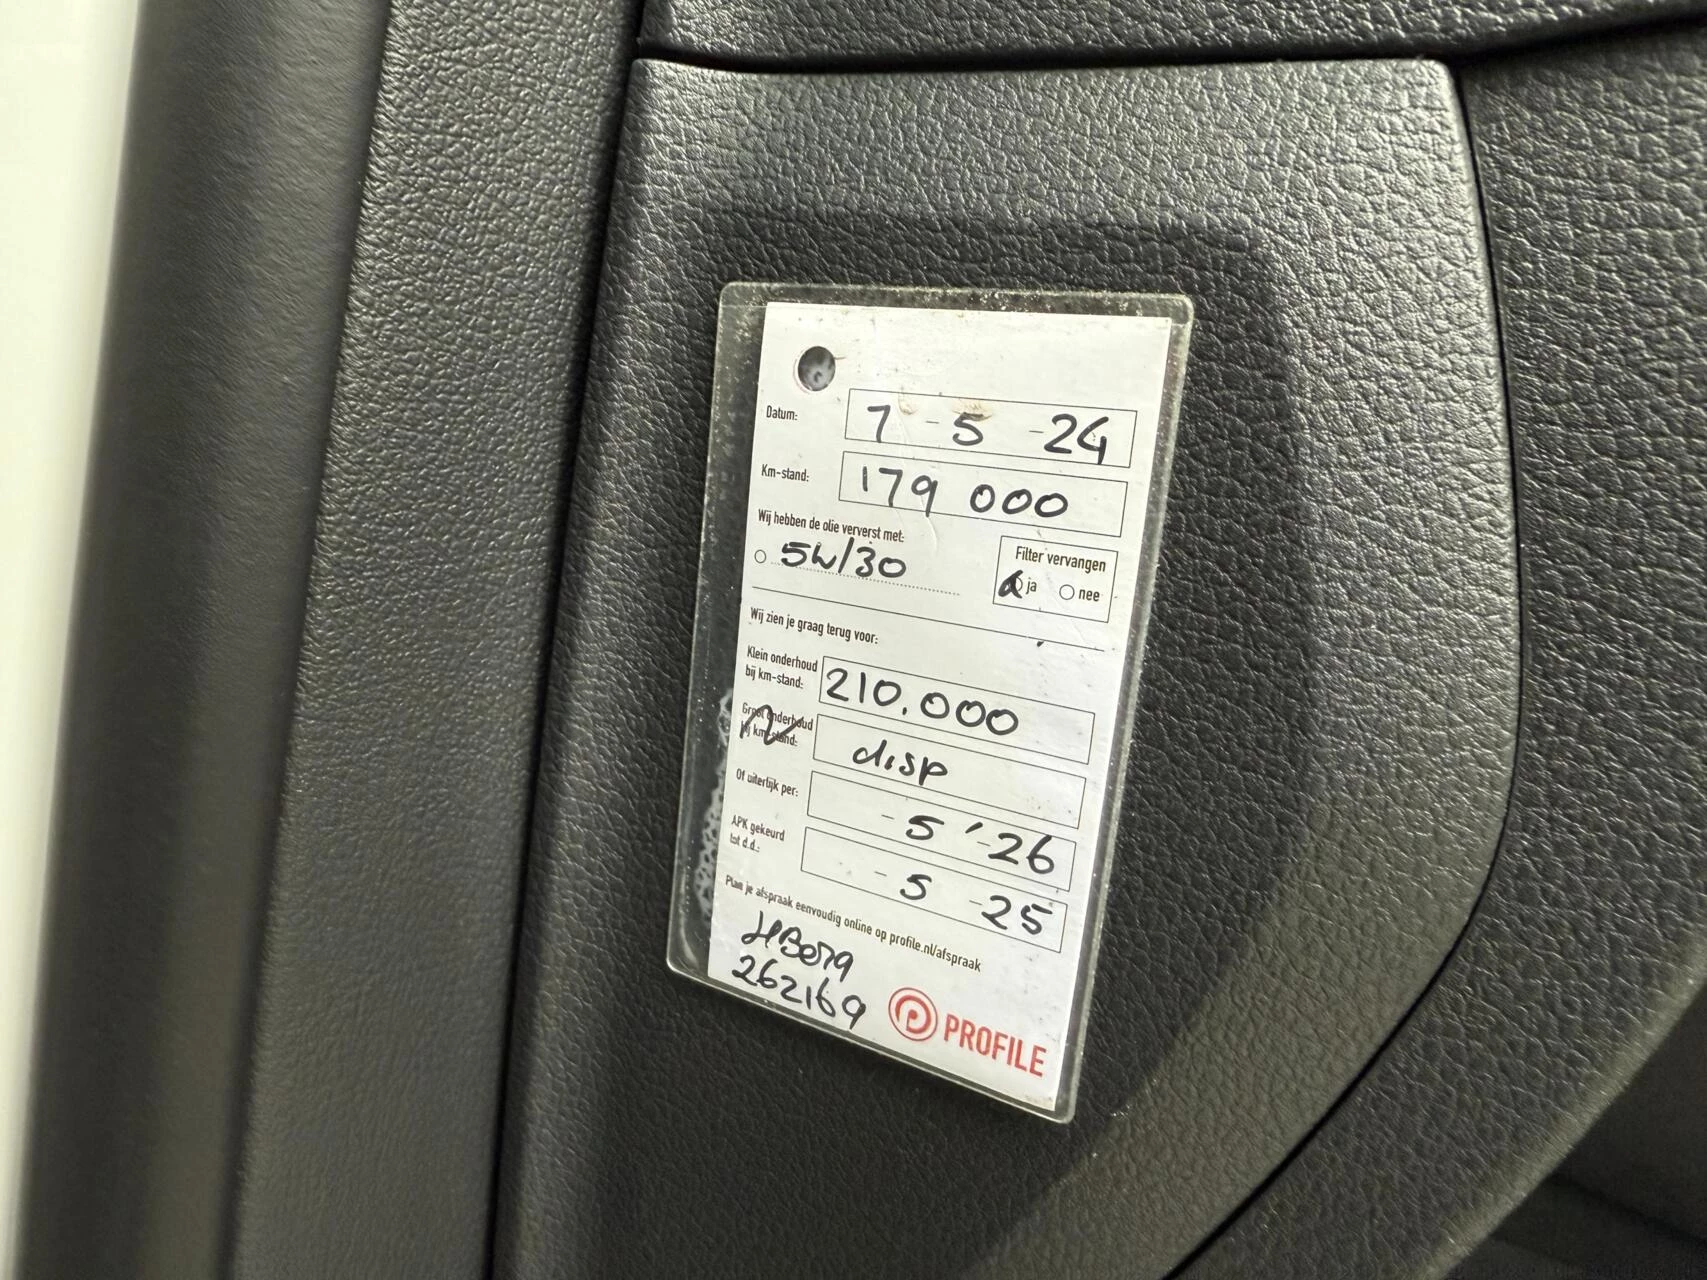 Datum: 7 - 5 - 24
Km-stand: 179 000
Wij hebben de olie ververst met:
5W/30
Filter vervangen
ja nee
Wij zien je graag terug voor:
Klein onderhoud
bij km-stand: 210.000
Groot onderhoud
bij km-stand: disp
Of uiterlijk per: - 5 '-26
APK gekeurd
tot d.d.: - 5 -25
Plan je afspraak eenvoudig online op profile.nl/afspraak
262169
PROFILE